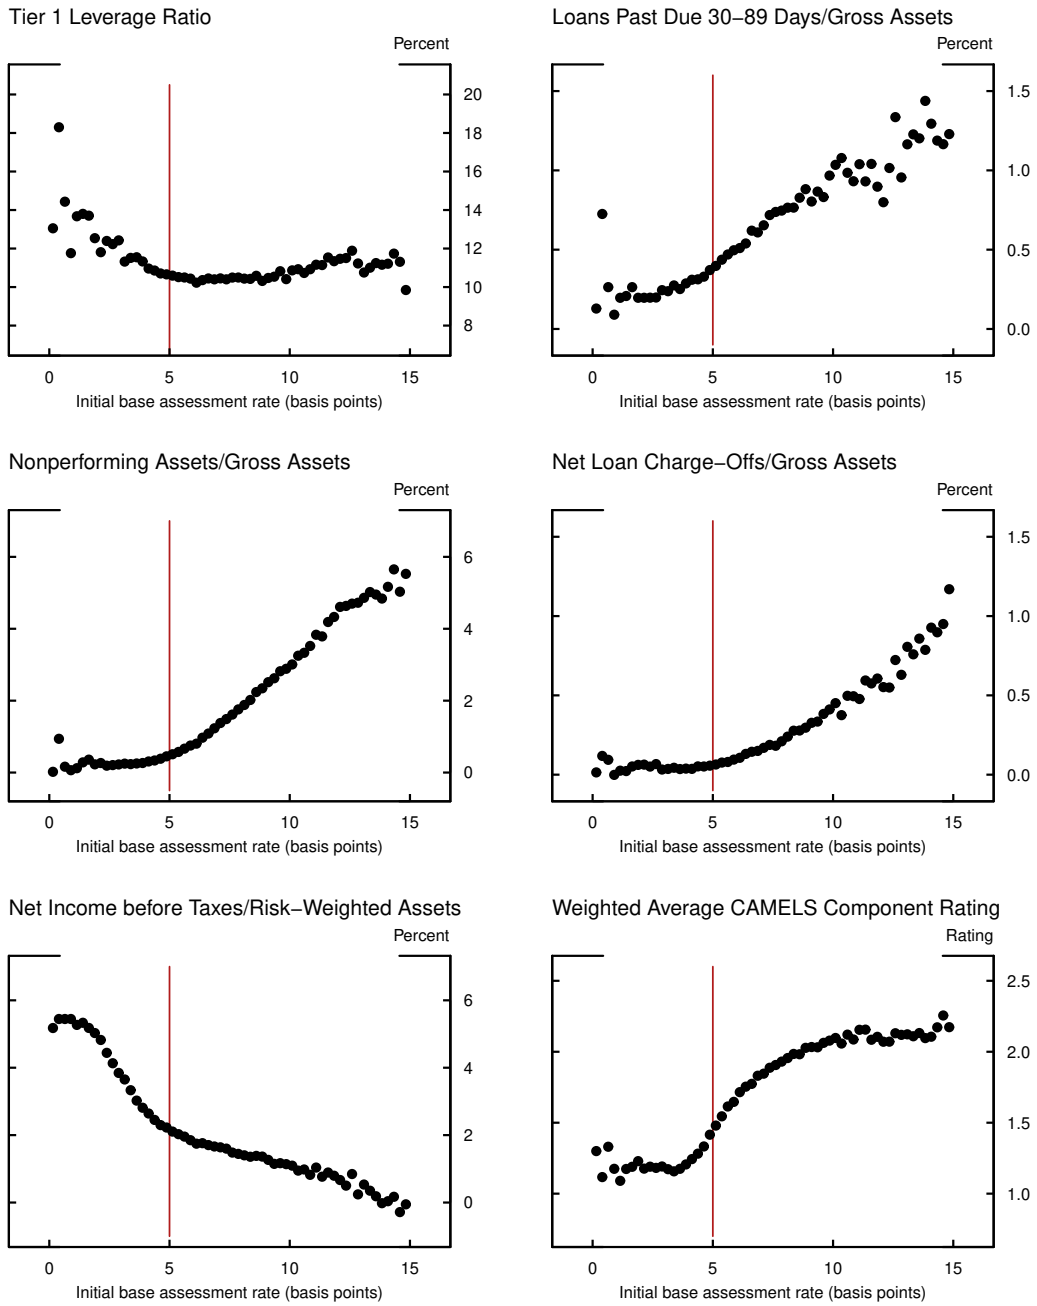 Tier 1 Leverage Ratio
Percent
20
18
16
14
12
10
8
0 5 10 15
Initial base assessment rate (basis points)
Loans Past Due 30−89 Days/Gross Assets
Percent
1.5
1.0
0.5
0.0
0 5 10 15
Initial base assessment rate (basis points)
Nonperforming Assets/Gross Assets
Percent
6
4
2
0
0 5 10 15
Initial base assessment rate (basis points)
Net Loan Charge−Offs/Gross Assets
Percent
1.5
1.0
0.5
0.0
0 5 10 15
Initial base assessment rate (basis points)
Net Income before Taxes/Risk−Weighted Assets
Percent
6
4
2
0
0 5 10 15
Initial base assessment rate (basis points)
Weighted Average CAMELS Component Rating
Rating
2.5
2.0
1.5
1.0
0 5 10 15
Initial base assessment rate (basis points)